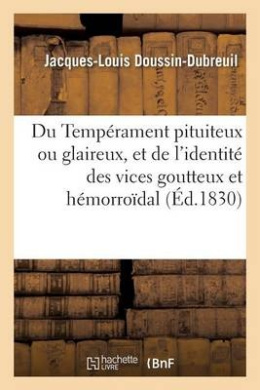 Jacques-Louis Doussin-Dubreuil
Du Tempérament pituiteux ou glaireux, et de l'identité des vices goutteux et hémorroïdal (Éd.1830)
hachette
LIVRE
{BnF